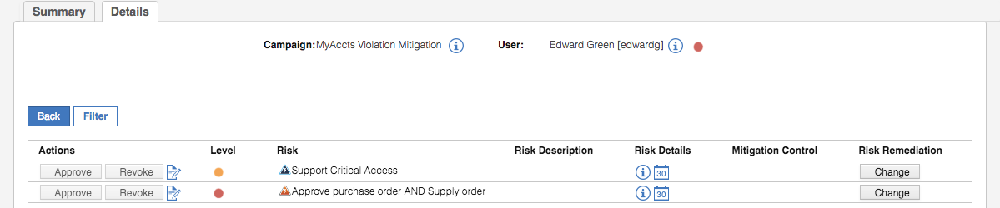 Summary Details
Campaign:MyAccts Violation Mitigation User: Edward Green [edwardg]
Back Filter
Actions Level Risk Risk Description Risk Details Mitigation Control Risk Remediation
Approve Revoke Support Critical Access 30 Change
Approve Revoke Approve purchase order AND Supply order 30 Change